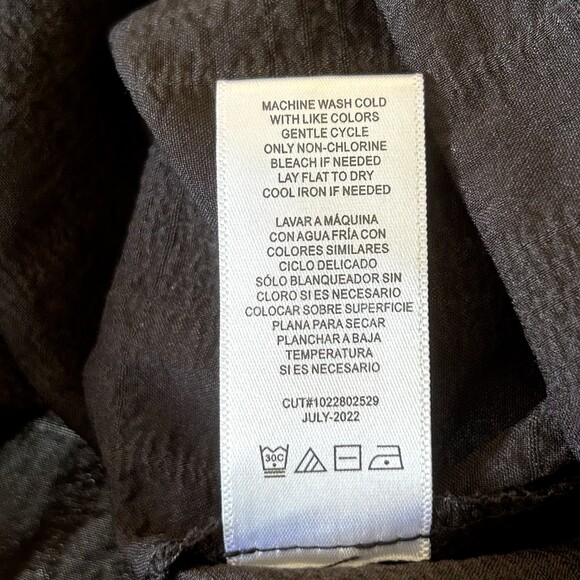 MACHINE WASH COLD
WITH LIKE COLORS
GENTLE CYCLE
ONLY NON-CHLORINE
BLEACH IF NEEDED
LAY FLAT TO DRY
COOL IRON IF NEEDED
LAVAR A MÁQUINA
CON AGUA FRÍA CON
COLORES SIMILARES
CICLO DELICADO
SÓLO BLANQUEADOR SIN
CLORO SI ES NECESARIO
COLOCAR SOBRE SUPERFICIE
PLANA PARA SECAR
PLANCHAR A BAJA
TEMPERATURA
SI ES NECESARIO
CUT#1022802529
JULY-2022
30C